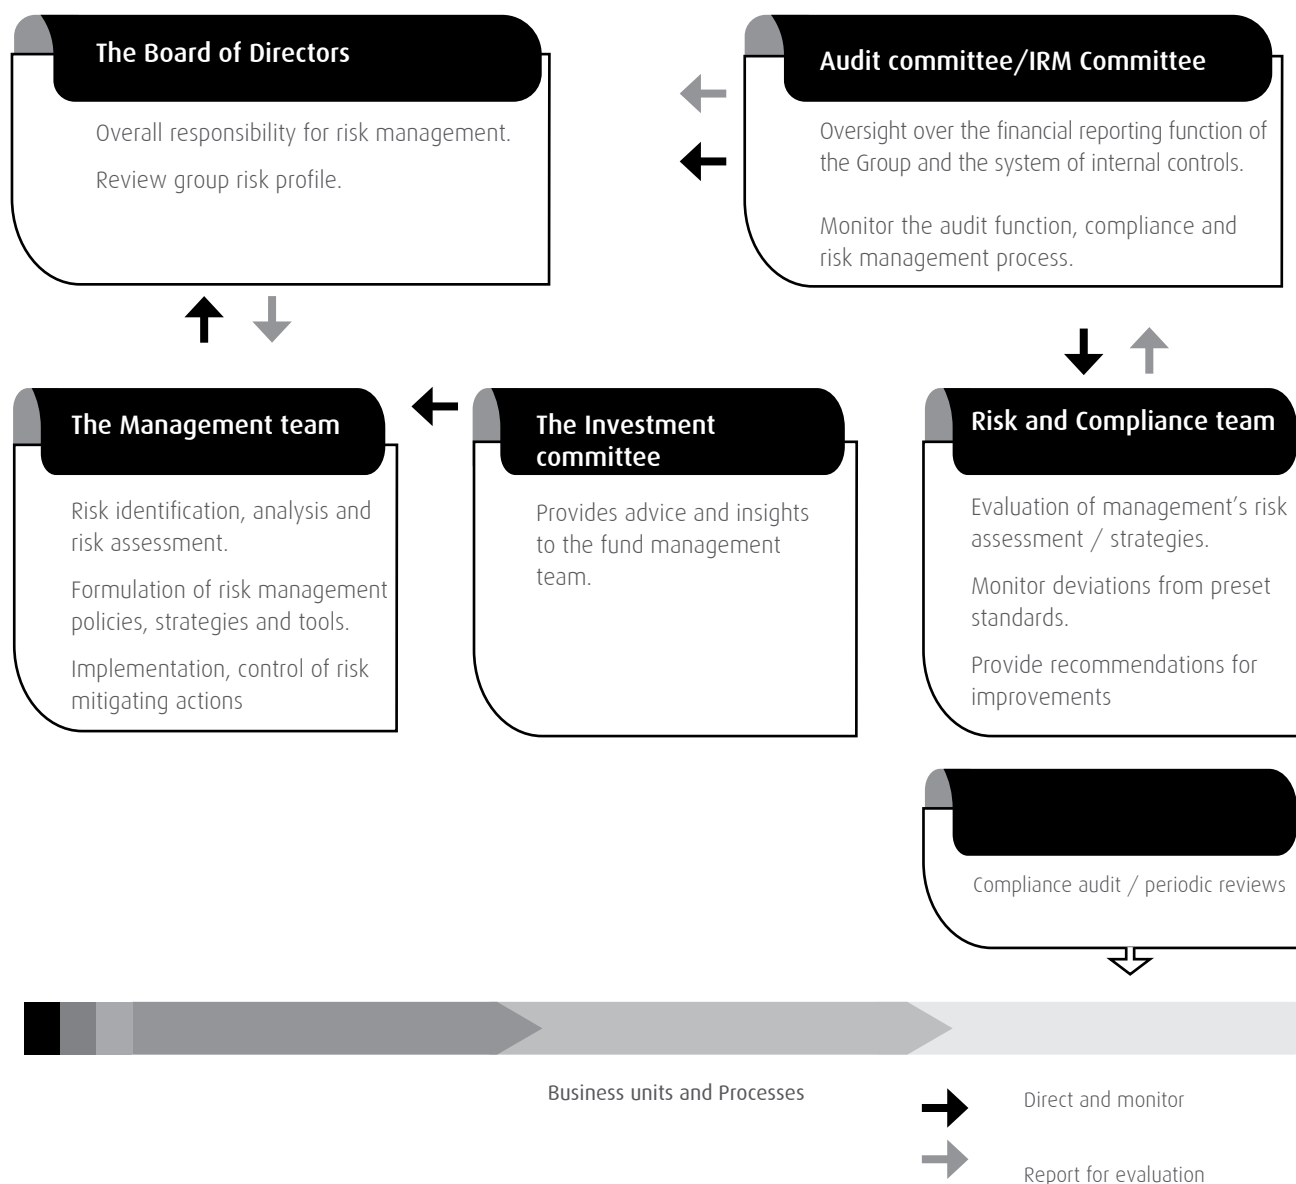 The Board of Directors
Overall responsibility for risk management.
Review group risk profile.
Audit committee/IRM Committee
Oversight over the financial reporting function of
the Group and the system of internal controls.
Monitor the audit function, compliance and
risk management process.
The Management team
Risk identification, analysis and
risk assessment.
Formulation of risk management
policies, strategies and tools.
Implementation, control of risk
mitigating actions
The Investment
committee
Provides advice and insights
to the fund management
team.
Risk and Compliance team
Evaluation of management’s risk
assessment / strategies.
Monitor deviations from preset
standards.
Provide recommendations for
improvements
Compliance audit / periodic reviews
Business units and Processes
Direct and monitor
Report for evaluation